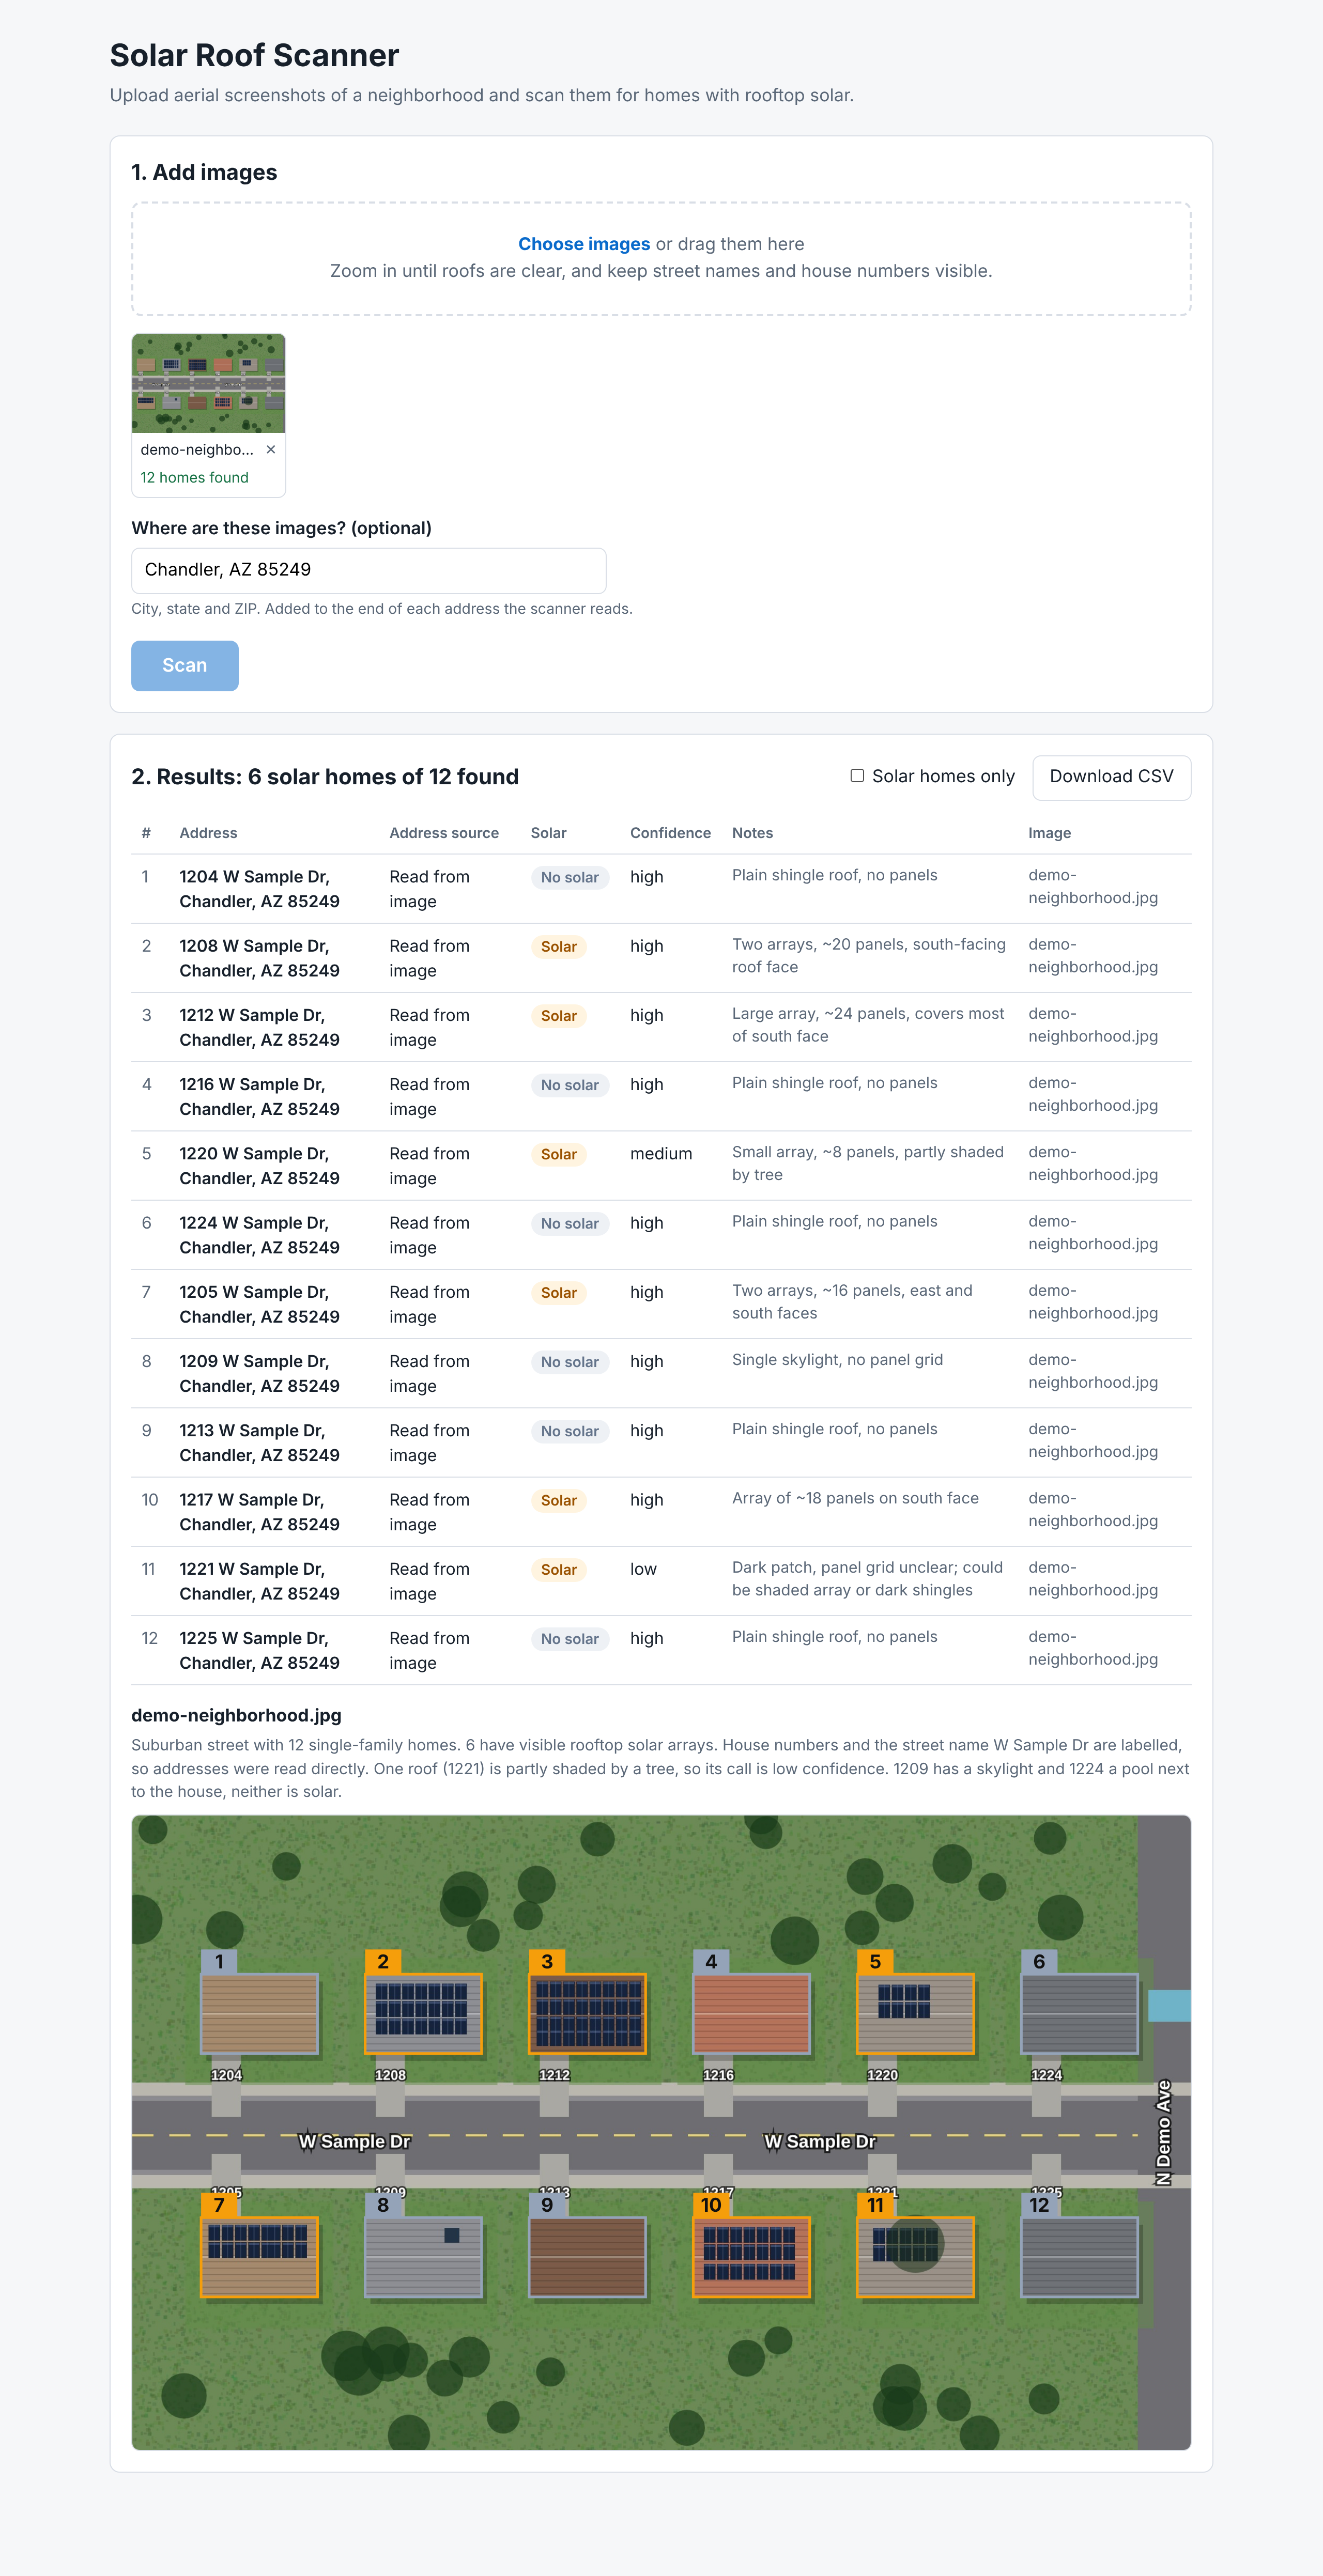 Solar Roof Scanner
Upload aerial screenshots of a neighborhood and scan them for homes with rooftop solar.
1. Add images
Choose images or drag them here
Zoom in until roofs are clear, and keep street names and house numbers visible.
demo-neighbo... ✕
12 homes found
Where are these images? (optional)
Chandler, AZ 85249
City, state and ZIP. Added to the end of each address the scanner reads.
Scan
2. Results: 6 solar homes of 12 found
Solar homes only
Download CSV
# Address Address source Solar Confidence Notes Image
1 1204 W Sample Dr, Read from No solar high Plain shingle roof, no panels demo-
Chandler, AZ 85249 image neighborhood.jpg
2 1208 W Sample Dr, Read from Solar high Two arrays, ~20 panels, south-facing demo-
Chandler, AZ 85249 image roof face neighborhood.jpg
3 1212 W Sample Dr, Read from Solar high Large array, ~24 panels, covers most demo-
Chandler, AZ 85249 image of south face neighborhood.jpg
4 1216 W Sample Dr, Read from No solar high Plain shingle roof, no panels demo-
Chandler, AZ 85249 image neighborhood.jpg
5 1220 W Sample Dr, Read from Solar medium Small array, ~8 panels, partly shaded demo-
Chandler, AZ 85249 image by tree neighborhood.jpg
6 1224 W Sample Dr, Read from No solar high Plain shingle roof, no panels demo-
Chandler, AZ 85249 image neighborhood.jpg
7 1205 W Sample Dr, Read from Solar high Two arrays, ~16 panels, east and demo-
Chandler, AZ 85249 image south faces neighborhood.jpg
8 1209 W Sample Dr, Read from No solar high Single skylight, no panel grid demo-
Chandler, AZ 85249 image neighborhood.jpg
9 1213 W Sample Dr, Read from No solar high Plain shingle roof, no panels demo-
Chandler, AZ 85249 image neighborhood.jpg
10 1217 W Sample Dr, Read from Solar high Array of ~18 panels on south face demo-
Chandler, AZ 85249 image neighborhood.jpg
11 1221 W Sample Dr, Read from Solar low Dark patch, panel grid unclear; could demo-
Chandler, AZ 85249 image be shaded array or dark shingles neighborhood.jpg
12 1225 W Sample Dr, Read from No solar high Plain shingle roof, no panels demo-
Chandler, AZ 85249 image neighborhood.jpg
demo-neighborhood.jpg
Suburban street with 12 single-family homes. 6 have visible rooftop solar arrays. House numbers and the street name W Sample Dr are labelled,
so addresses were read directly. One roof (1221) is partly shaded by a tree, so its call is low confidence. 1209 has a skylight and 1224 a pool next
to the house, neither is solar.
1 2 3 4 5 6
1204 1208 1212 1216 1220 1224
W Sample Dr W Sample Dr
N Demo Ave
7 8 9 10 11 12